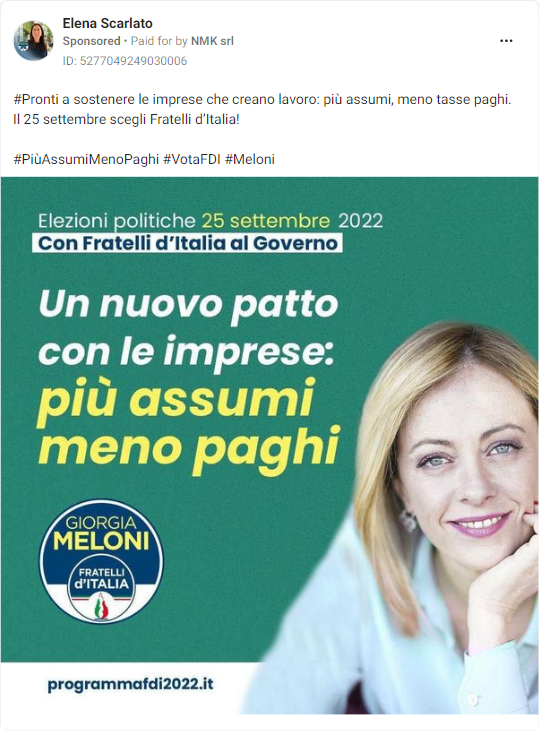 Elena Scarlato
Sponsored • Paid for by NMK srl
ID: 5277049249030006
#Pronti a sostenere le imprese che creano lavoro: più assumi, meno tasse paghi.
Il 25 settembre scegli Fratelli d'Italia!
#PiùAssumiMenoPaghi #VotaFDI #Meloni
Elezioni politiche 25 settembre 2022
Con Fratelli d'Italia al Governo
Un nuovo patto
con le imprese:
più assumi
meno paghi
GIORGIA
MELONI
FRATELLI
d'ITALIA
programmafdi2022.it